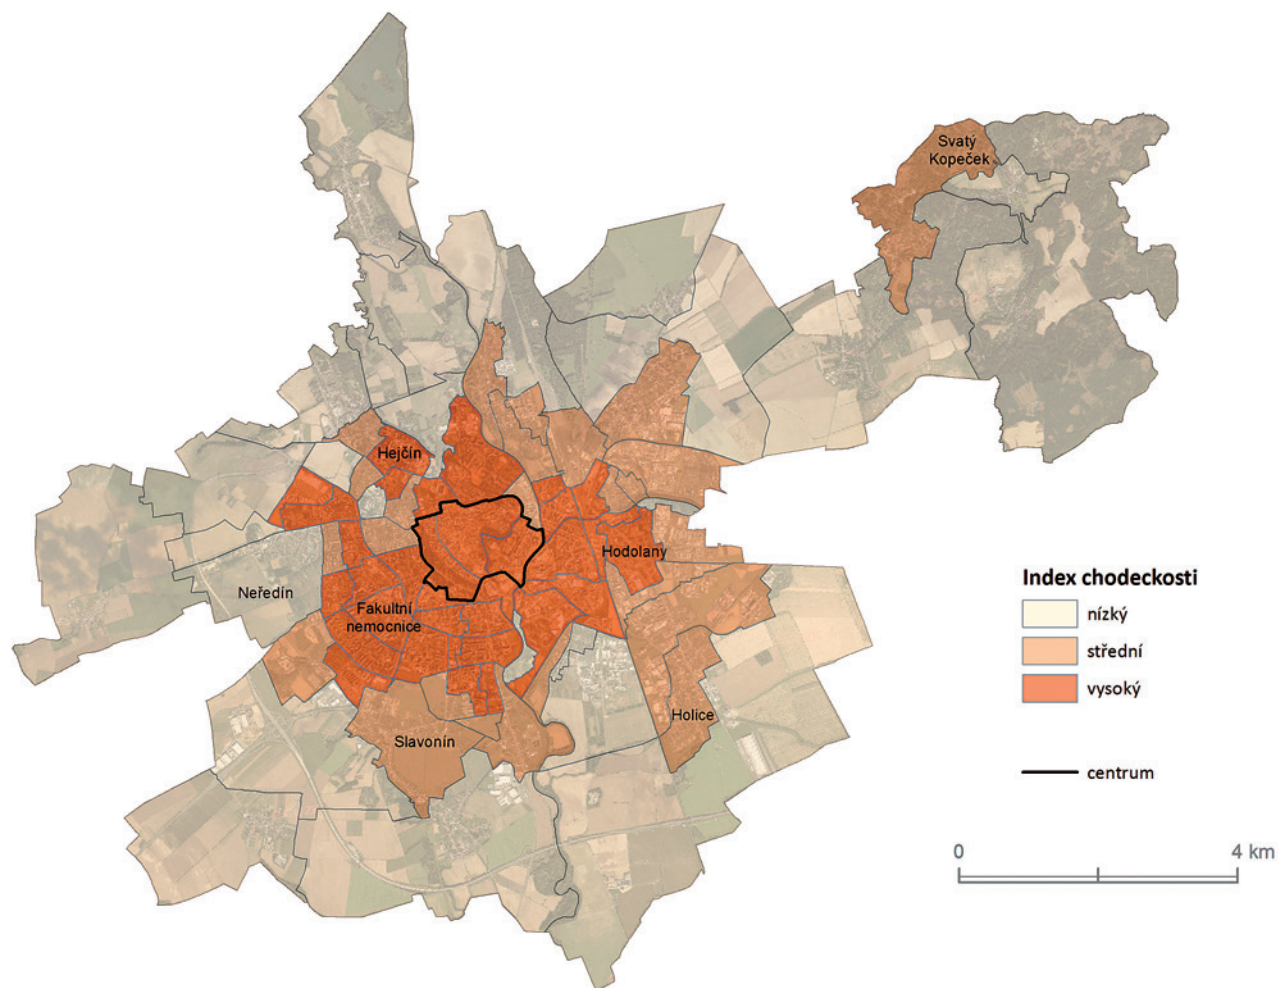 Svatý
Kopeček
Hejčín
Hodolany
Neředín
Fakultní
nemocnice
Holice
Slavonín
Index chodeckosti
nízký
střední
vysoký
centrum
0 4 km